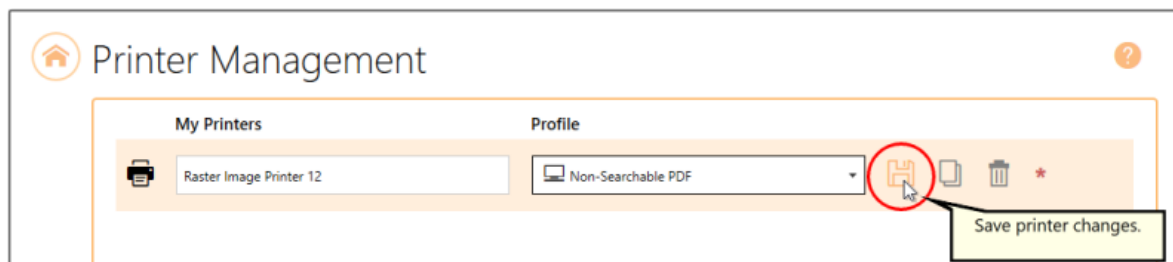 Printer Management
?
My Printers
Profile
Raster Image Printer 12
Non-Searchable PDF
*
Save printer changes.